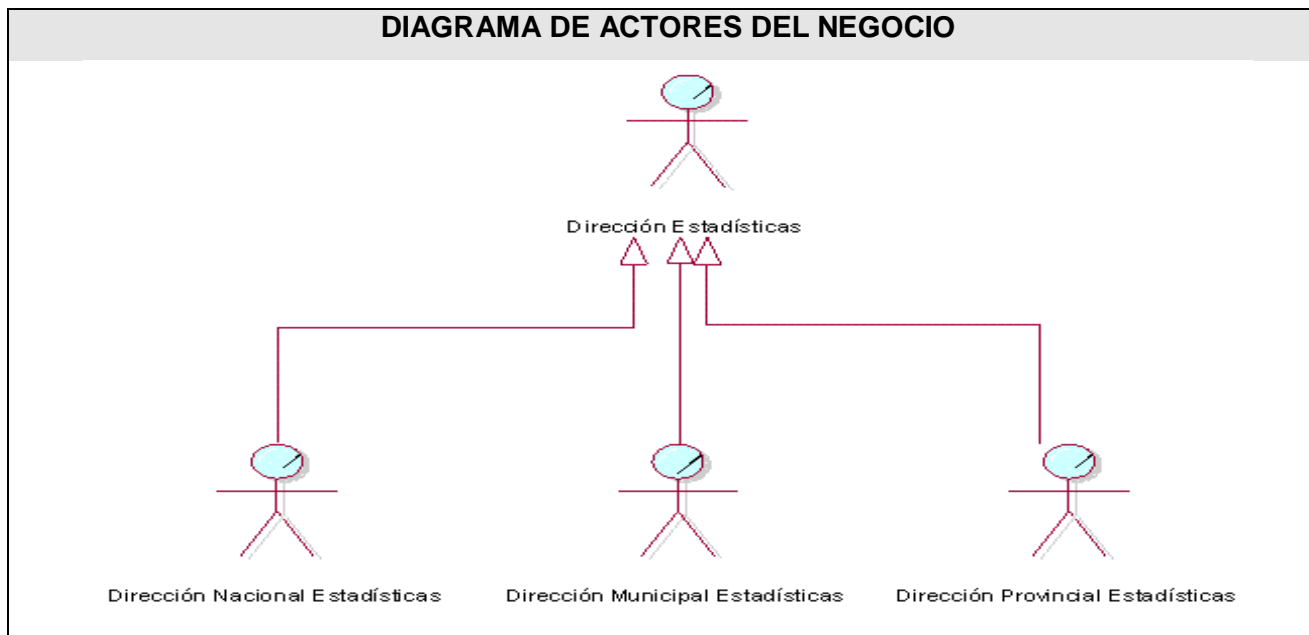 DIAGRAMA DE ACTORES DEL NEGOCIO
Dirección Estadísticas
Dirección Nacional Estadísticas
Dirección Municipal Estadísticas
Dirección Provincial Estadísticas